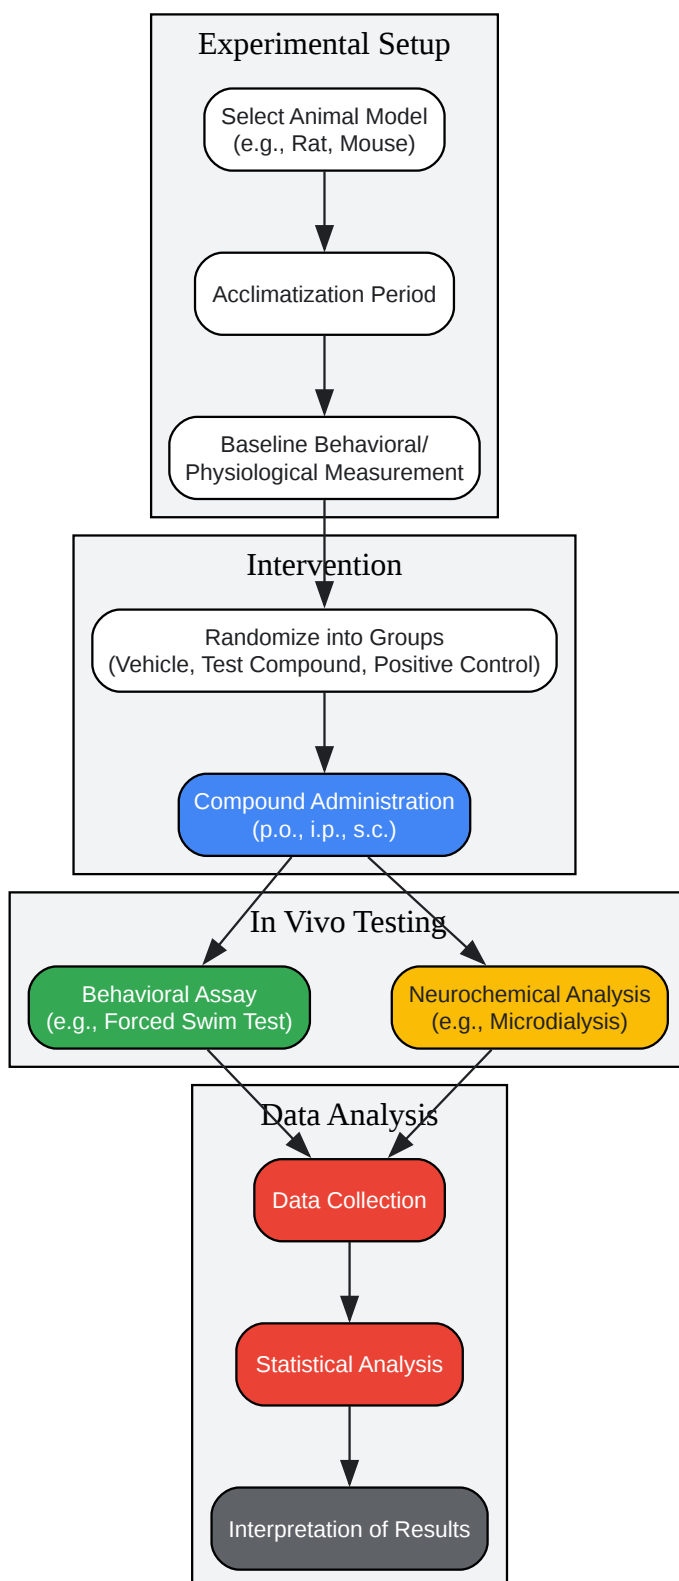 Experimental Setup
Select Animal Model
(e.g., Rat, Mouse)
Acclimatization Period
Baseline Behavioral/
Physiological Measurement
Intervention
Randomize into Groups
(Vehicle, Test Compound, Positive Control)
Compound Administration
(p.o., i.p., s.c.)
In Vivo Testing
Behavioral Assay
(e.g., Forced Swim Test)
Neurochemical Analysis
(e.g., Microdialysis)
Data Analysis
Data Collection
Statistical Analysis
Interpretation of Results